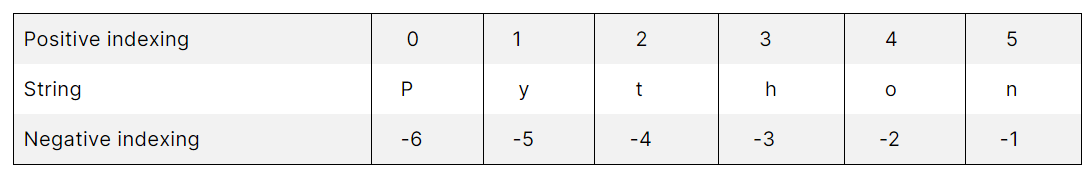 Positive indexing 0 1 2 3 4 5
String P y t h o n
Negative indexing -6 -5 -4 -3 -2 -1